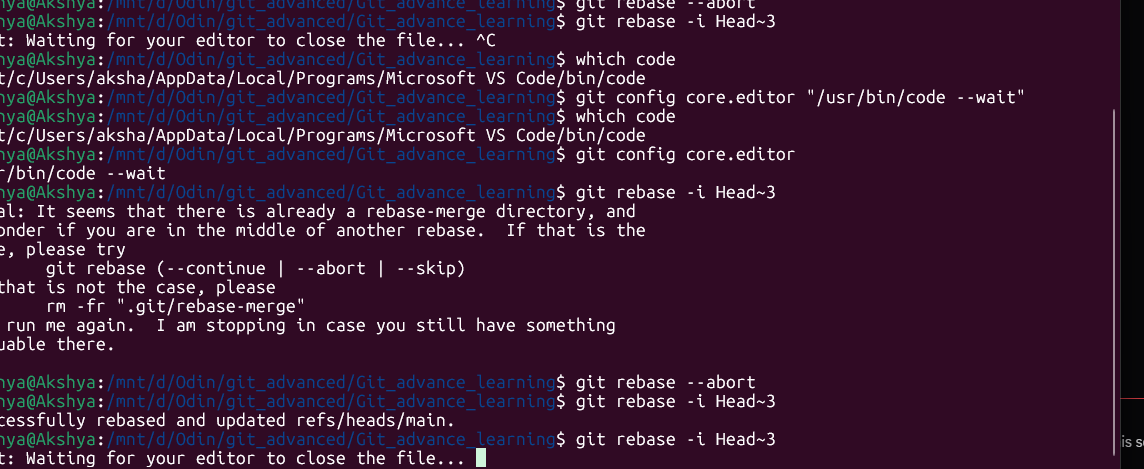 nya@Akshya:/mnt/d/Odin/git_advanced/Git_advance_learning$ git rebase --abort
nya@Akshya:/mnt/d/Odin/git_advanced/Git_advance_learning$ git rebase -i Head~3
t: Waiting for your editor to close the file... ^C
nya@Akshya:/mnt/d/Odin/git_advanced/Git_advance_learning$ which code
t/c/Users/aksha/AppData/Local/Programs/Microsoft VS Code/bin/code
nya@Akshya:/mnt/d/Odin/git_advanced/Git_advance_learning$ git config core.editor "/usr/bin/code --wait"
nya@Akshya:/mnt/d/Odin/git_advanced/Git_advance_learning$ which code
t/c/Users/aksha/AppData/Local/Programs/Microsoft VS Code/bin/code
nya@Akshya:/mnt/d/Odin/git_advanced/Git_advance_learning$ git config core.editor
r/bin/code --wait
nya@Akshya:/mnt/d/Odin/git_advanced/Git_advance_learning$ git rebase -i Head~3
al: It seems that there is already a rebase-merge directory, and
onder if you are in the middle of another rebase.  If that is the
e, please try
git rebase (--continue | --abort | --skip)
that is not the case, please
rm -fr ".git/rebase-merge"
run me again.  I am stopping in case you still have something
uable there.
nya@Akshya:/mnt/d/Odin/git_advanced/Git_advance_learning$ git rebase --abort
nya@Akshya:/mnt/d/Odin/git_advanced/Git_advance_learning$ git rebase -i Head~3
cessfully rebased and updated refs/heads/main.
nya@Akshya:/mnt/d/Odin/git_advanced/Git_advance_learning$ git rebase -i Head~3
is s
t: Waiting for your editor to close the file...